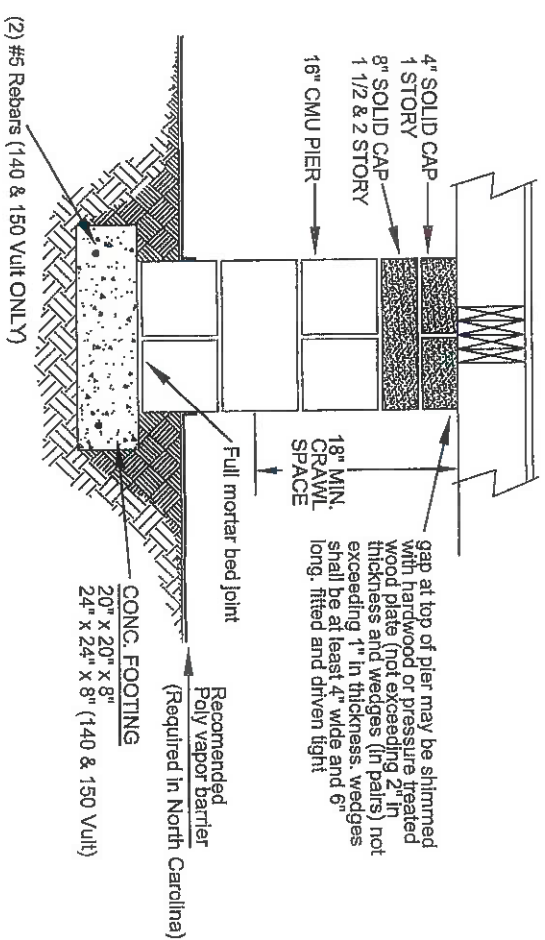 4" SOLID CAP
1 STORY
8" SOLID CAP
1 1/2 & 2 STORY
16" CMU PIER
(2) #5 Rebars (140 & 150 Vult ONLY)
gap at top of pier may be shimmed
with hardwood or pressure treated
wood plate (not exceeding 2" in
thickness and wedges (in pairs) not
exceeding 1" in thickness. wedges
shall be at least 4" wide and 6"
long. fitted and driven tight
18" MIN.
CRAWL
SPACE
Full mortar bed joint
Recomended
Poly vapor barrier
(Required in North Carolina)
CONC. FOOTING
20" x 20" x 8"
24" x 24" x 8" (140 & 150 Vult)